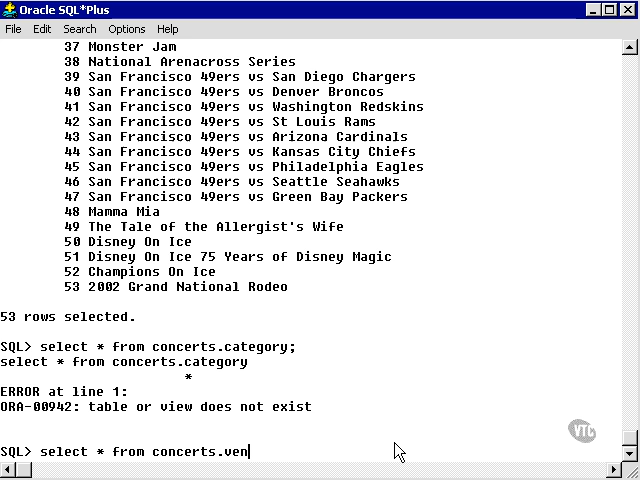 Oracle SQL*Plus
File Edit Search Options Help
37 Monster Jam
38 National Arenacross Series
39 San Francisco 49ers vs San Diego Chargers
40 San Francisco 49ers vs Denver Broncos
41 San Francisco 49ers vs Washington Redskins
42 San Francisco 49ers vs St Louis Rams
43 San Francisco 49ers vs Arizona Cardinals
44 San Francisco 49ers vs Kansas City Chiefs
45 San Francisco 49ers vs Philadelphia Eagles
46 San Francisco 49ers vs Seattle Seahawks
47 San Francisco 49ers vs Green Bay Packers
48 Mamma Mia
49 The Tale of the Allergist's Wife
50 Disney On Ice
51 Disney On Ice 75 Years of Disney Magic
52 Champions On Ice
53 2002 Grand National Rodeo
53 rows selected.
SQL> select * from concerts.category;
select * from concerts.category
*
ERROR at line 1:
ORA-00942: table or view does not exist
SQL> select * from concerts.ven
VTC